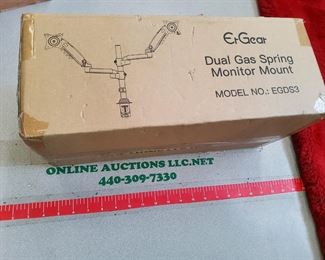 ErGear
Dual Gas Spring
Monitor Mount
MODEL NO.: EGDS3
ONLINE AUCTIONS LLC.NET
440-309-7330